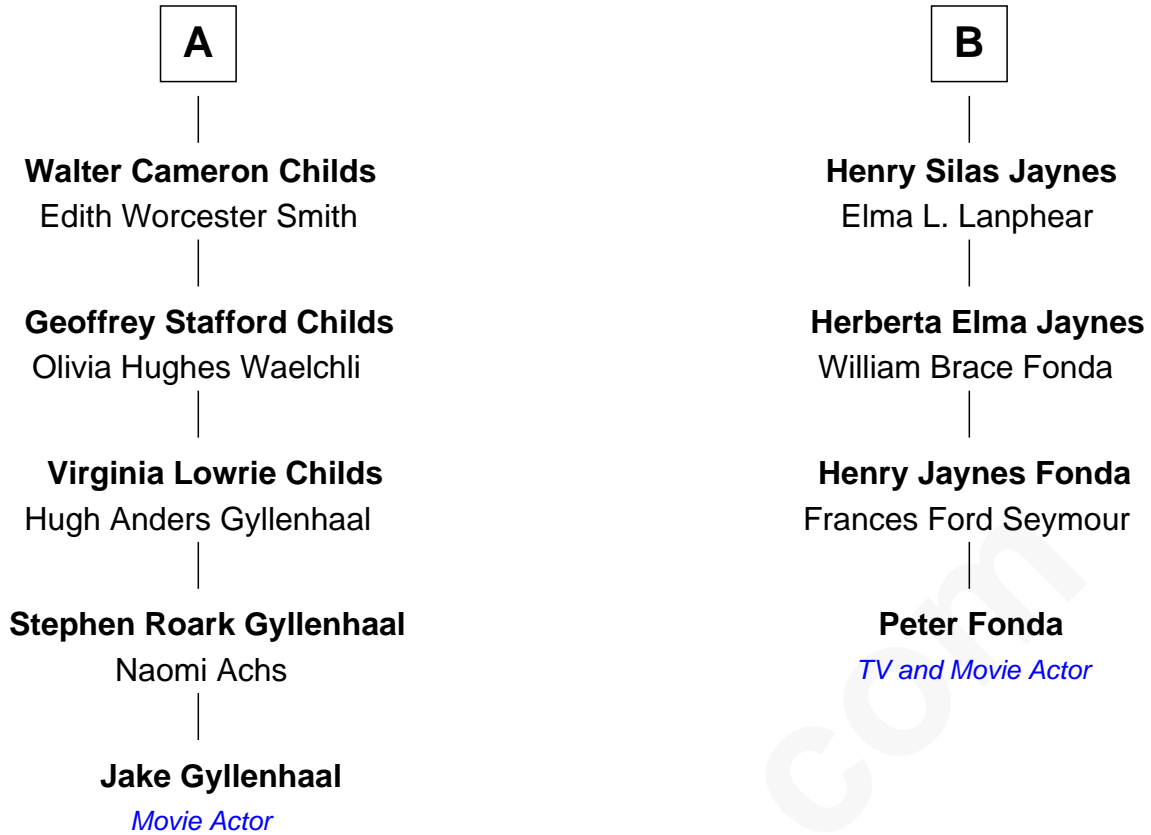 A
Walter Cameron Childs
Edith Worcester Smith
Geoffrey Stafford Childs
Olivia Hughes Waelchli
Virginia Lowrie Childs
Hugh Anders Gyllenhaal
Stephen Roark Gyllenhaal
Naomi Achs
Jake Gyllenhaal
Movie Actor
B
Henry Silas Jaynes
Elma L. Lanphear
Herberta Elma Jaynes
William Brace Fonda
Henry Jaynes Fonda
Frances Ford Seymour
Peter Fonda
TV and Movie Actor
com